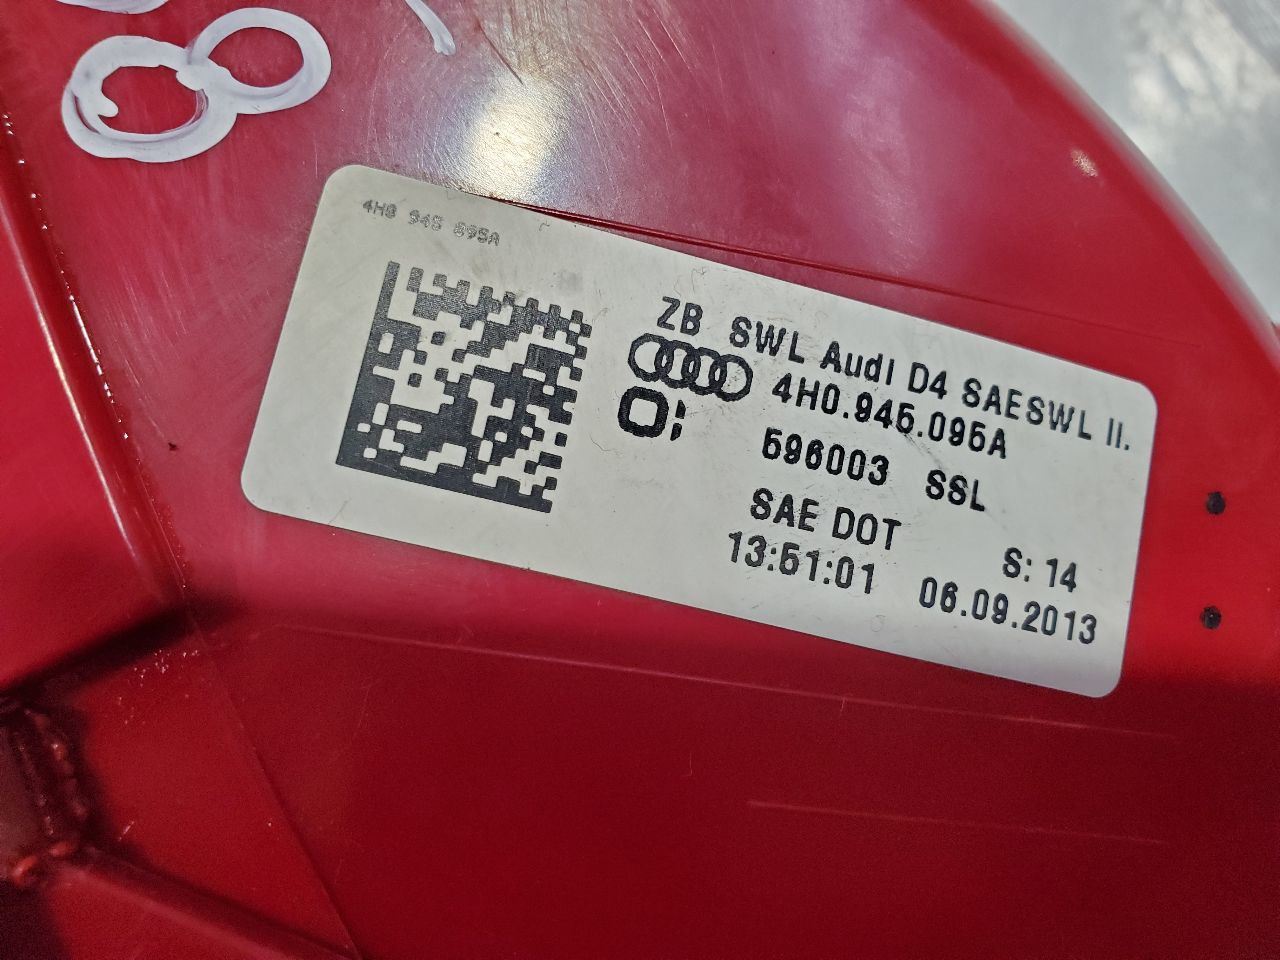 4H0 945 095A
ZB SWL Audi D4 SAESWL II.
4H0.945.095A
596003 SSL
SAE DOT
S: 14
13:51:01 06.09.2013